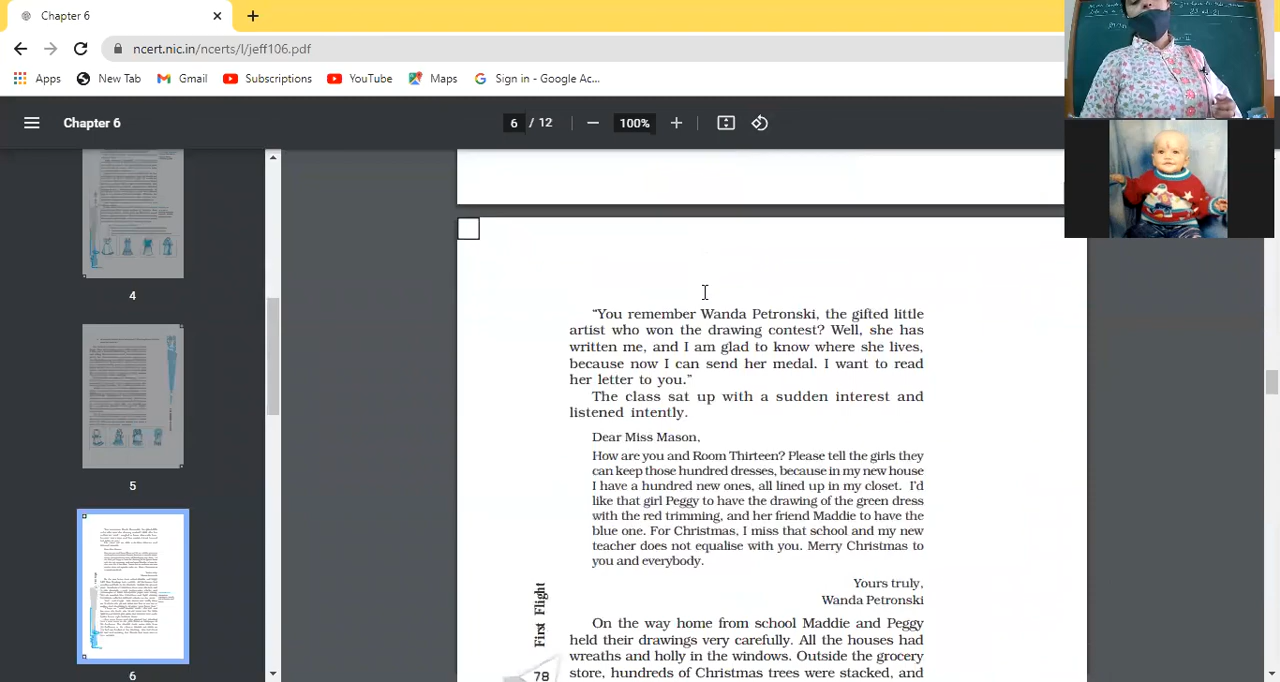 Chapter 6
ncert.nic.in/ncerts/l/jeff106.pdf
Apps New Tab Gmail Subscriptions YouTube Maps Sign in - Google Ac...
Chapter 6
6 / 12
100%
4
5
6
“You remember Wanda Petronski, the gifted little
artist who won the drawing contest? Well, she has
written me, and I am glad to know where she lives,
because now I can send her medal. I want to read
her letter to you.”
The class sat up with a sudden interest and
listened intently.
Dear Miss Mason,
How are you and Room Thirteen? Please tell the girls they
can keep those hundred dresses, because in my new house
I have a hundred new ones, all lined up in my closet. I’d
like that girl Peggy to have the drawing of the green dress
with the red trimming, and her friend Maddie to have the
blue one. For Christmas, I miss that school and my new
teacher does not equalise with you. Merry Christmas to
you and everybody.
Yours truly,
Wanda Petronski
On the way home from school Maddie and Peggy
held their drawings very carefully. All the houses had
wreaths and holly in the windows. Outside the grocery
store, hundreds of Christmas trees were stacked, and
First Flight
78